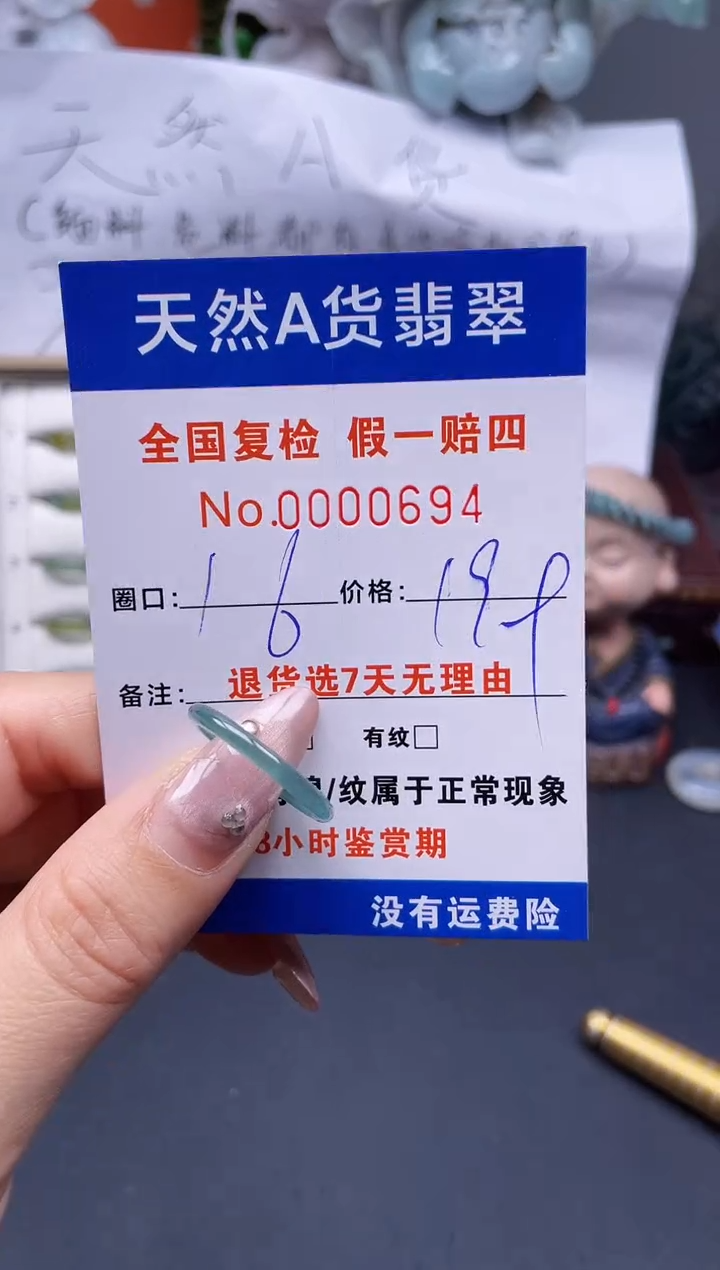 天然A货
天然A货翡翠
全国复检 假一赔四
No.0000694
圈口: 16 价格: 199
备注: 退货选7天无理由
有纹□
/纹属于正常现象
8小时鉴赏期
没有运费险